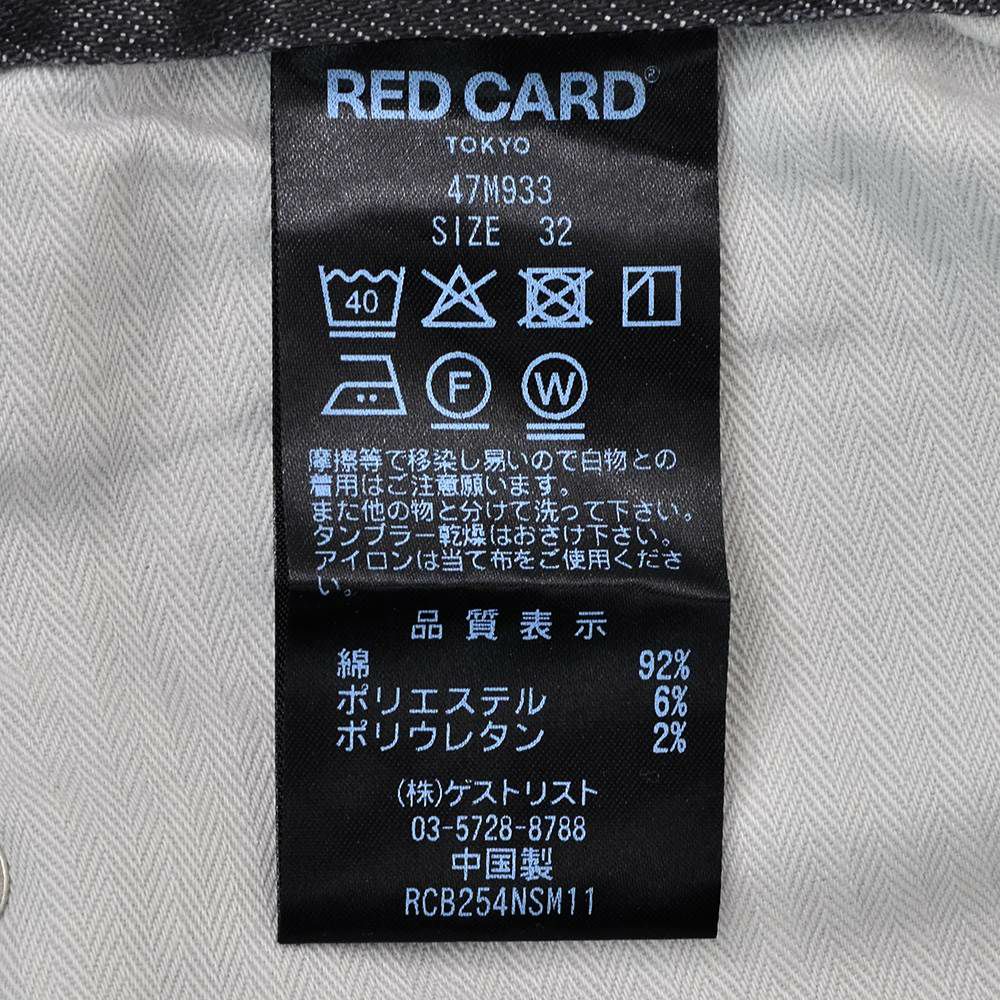 RED CARD®
TOKYO
47M933
SIZE 32
40
F W
摩擦等で移染し易いので白物との
着用はご注意願います。
また他の物と分けて洗って下さい。
タンブラー乾燥はおさけ下さい。
アイロンは当て布をご使用くださ
い。
品質表示
綿 92%
ポリエステル 6%
ポリウレタン 2%
(株)ゲストリスト
03-5728-8788
中国製
RCB254NSM11